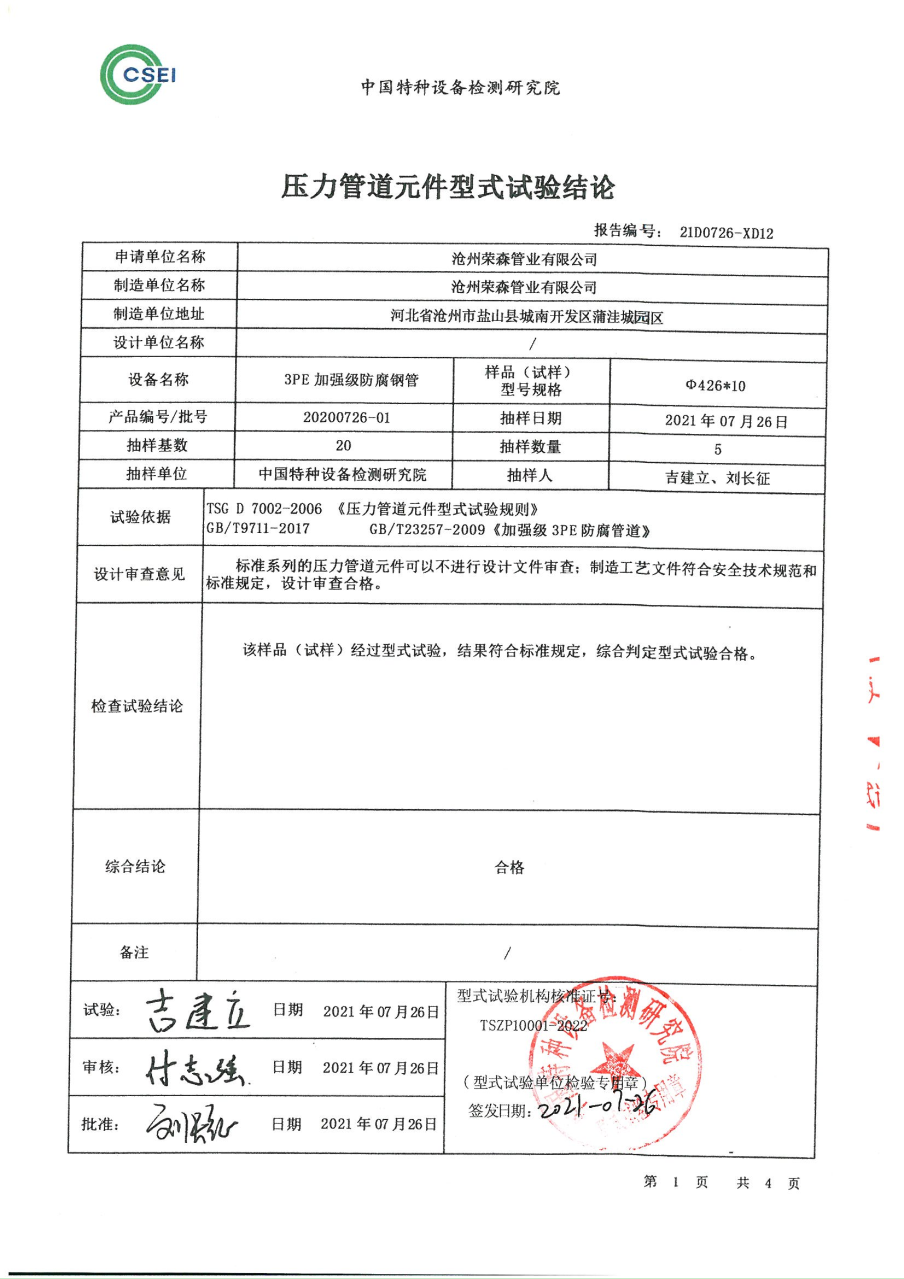 CSEI
中国特种设备检测研究院
压力管道元件型式试验结论
报告编号: 21D0726-XD12
申请单位名称 沧州荣森管业有限公司
制造单位名称 沧州荣森管业有限公司
制造单位地址 河北省沧州市盐山县城南开发区蒲洼城园区
设计单位名称 /
设备名称 3PE 加强级防腐钢管 样品（试样）型号规格 Φ426*10
产品编号/批号 20200726-01 抽样日期 2021 年 07 月 26 日
抽样基数 20 抽样数量 5
抽样单位 中国特种设备检测研究院 抽样人 吉建立、刘长征
试验依据 TSG D 7002-2006 《压力管道元件型式试验规则》
GB/T9711-2017 GB/T23257-2009《加强级 3PE 防腐管道》
设计审查意见 标准系列的压力管道元件可以不进行设计文件审查；制造工艺文件符合安全技术规范和
标准规定，设计审查合格。
检查试验结论 该样品（试样）经过型式试验，结果符合标准规定，综合判定型式试验合格。
综合结论 合格
备注 /
试验: 吉建立 日期 2021 年 07 月 26 日
审核: 付志强 日期 2021 年 07 月 26 日
批准: 日期 2021 年 07 月 26 日
型式试验机构核准证号:
TSZP10001-2022
（型式试验单位检验专用章）
签发日期: 2021-07-26
特种设备检测研究院
第 1 页 共 4 页